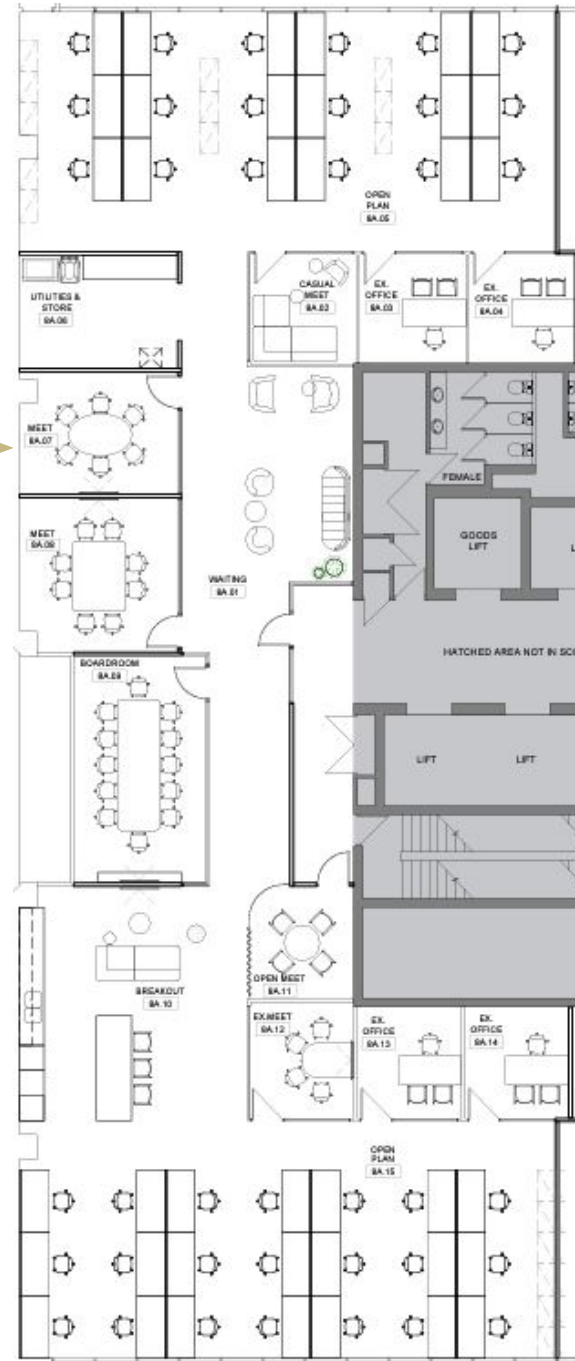 OPEN
PLAN
8A.05
CASUAL
MEET
8A.02
EX.
OFFICE
8A.03
EX.
OFFICE
8A.04
UTILITIES &
STORE
8A.06
MEET
8A.07
FEMALE
GOODS
LIFT
L
MEET
8A.08
WAITING
8A.01
HATCHED AREA NOT IN SCO
BOARDROOM
8A.09
LIFT
LIFT
OPEN MEET
8A.11
BREAKOUT
8A.10
EX.MEET
8A.12
EX.
OFFICE
8A.13
EX.
OFFICE
8A.14
OPEN
PLAN
8A.15